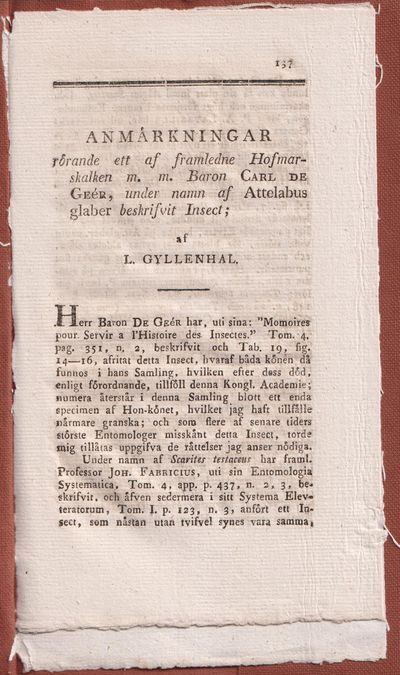 137
ANMÄRKNINGAR
rörande ett af framledne Hofmar-
skalken m. m. Baron CARL DE
GEÉR, under namn af Attelabus
glaber beskrifvit Insect;
af
L. GYLLENHAL.
Herr Baron DE GEÉR har, uti sina: "Momoires
pour Servir a l'Histoire des Insectes." Tom. 4,
pag. 351, n. 2, beskrifvit och Tab. 19, fig.
14—16, afritat detta Insect, hvaraf båda könen då
funnos i hans Samling, hvilken efter dess död,
enligt förordnande, tillföll denna Kongl. Academie;
numera återstår i denna Samling blott ett enda
specimen af Hon-könet, hvilket jag haft tillfälle
närmare granska; och som flere af senare tiders
störste Entomologer misskänt detta Insect, torde
mig tillåtas uppgifva de rättelser jag anser nödiga.
Under namn af Scarites testaceus har framl.
Professor JOH. FABRICIUS, uti sin Entomologia
Systematica, Tom. 4, app. p. 437, n. 2, 3, be-
skrifvit, och äfven sedermera i sitt Systema Elev-
teratorum, Tom. I. p. 123, n. 3, anfört ett In-
sect, som nästan utan tvifvel synes vara samma,